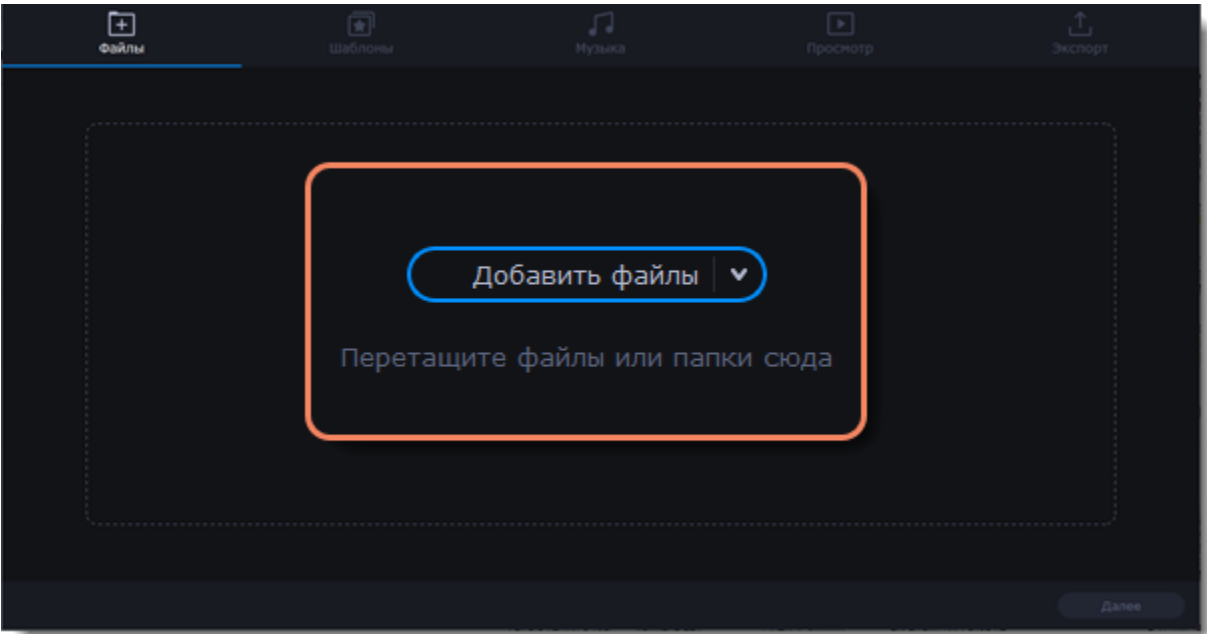 Файлы
Шаблоны
Музыка
Просмотр
Экспорт
Добавить файлы
Перетащите файлы или папки сюда
Далее